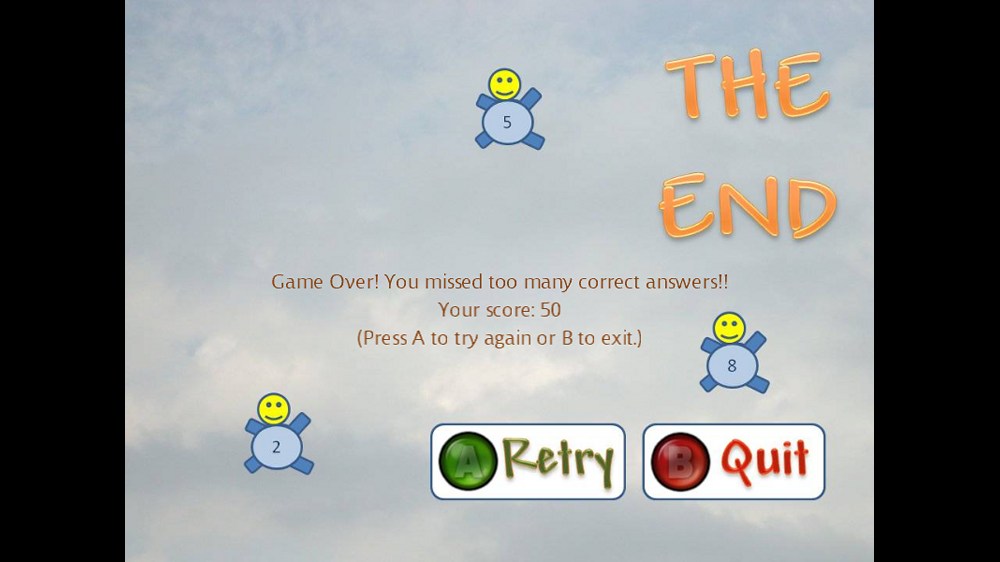 THE
END
5
Game Over! You missed too many correct answers!!
Your score: 50
(Press A to try again or B to exit.)
8
2
A Retry
B Quit